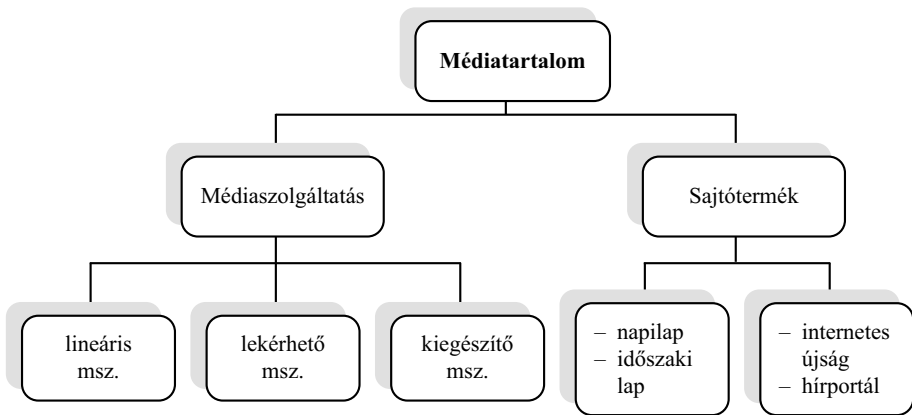 Médiatartalom
Médiaszolgáltatás
Sajtótermék
lineáris
msz.
lekérhető
msz.
kiegészítő
msz.
– napilap
– időszaki
lap
– internetes
újság
– hírportál